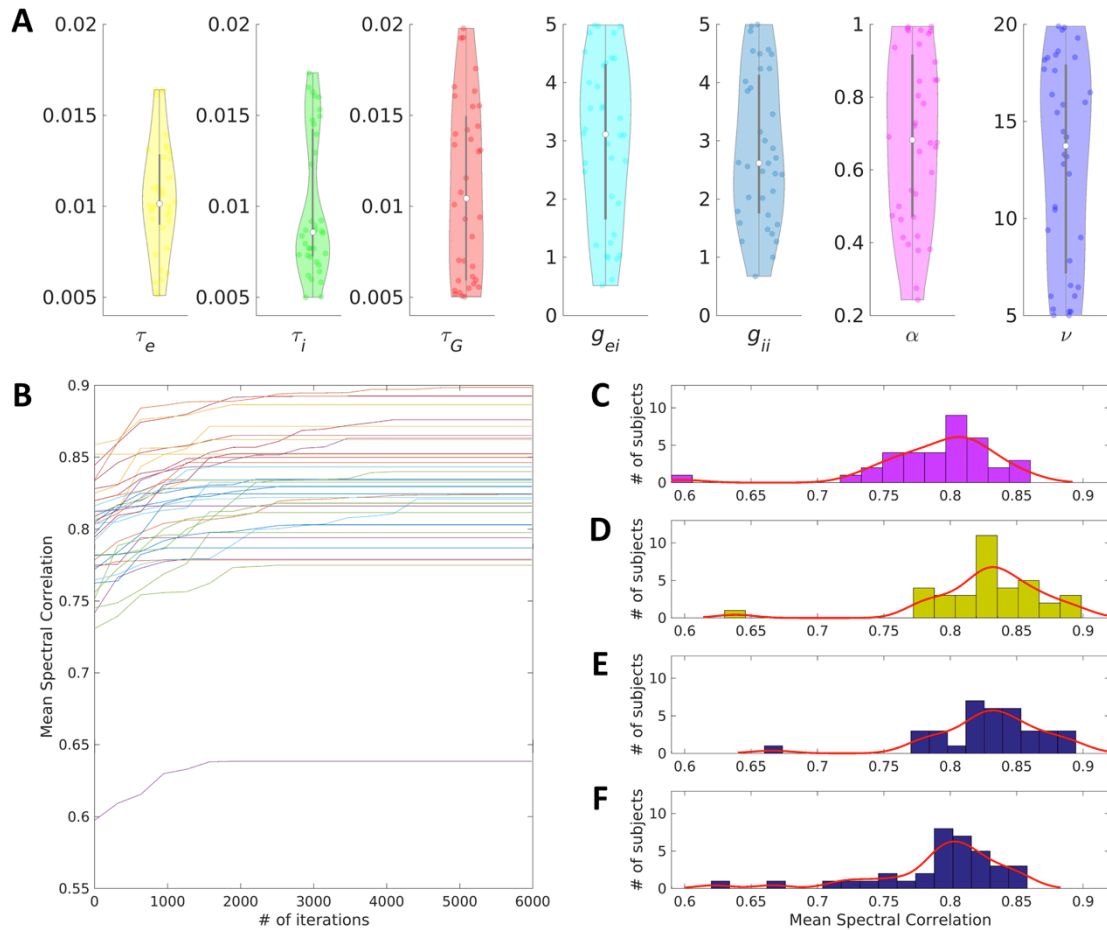 A
0.02
0.015
0.01
0.005
τe
0.02
0.015
0.01
0.005
τi
0.02
0.015
0.01
0.005
τG
5
4
3
2
1
0
gei
5
4
3
2
1
0
gii
1
0.8
0.6
0.4
0.2
α
20
15
10
5
ν
B
0.9
0.85
0.8
0.75
0.7
0.65
0.6
0.55
Mean Spectral Correlation
0 1000 2000 3000 4000 5000 6000
# of iterations
C
# of subjects
10
5
0
0.6 0.65 0.7 0.75 0.8 0.85 0.9
D
# of subjects
10
5
0
0.6 0.65 0.7 0.75 0.8 0.85 0.9
E
# of subjects
10
5
0
0.6 0.65 0.7 0.75 0.8 0.85 0.9
F
# of subjects
10
5
0
0.6 0.65 0.7 0.75 0.8 0.85 0.9
Mean Spectral Correlation